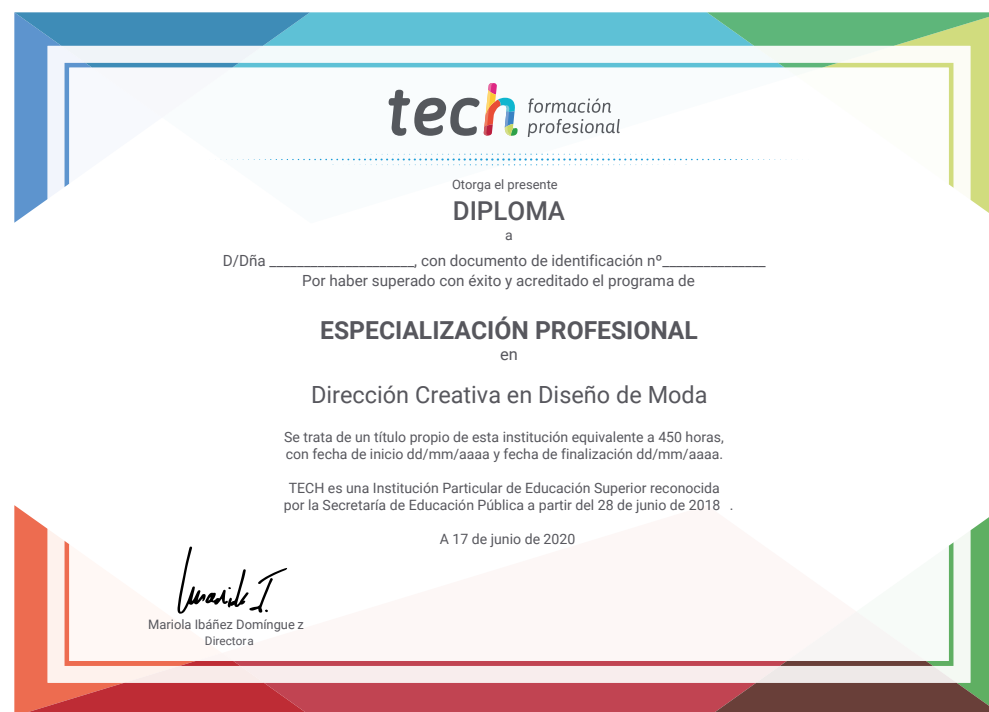 tech formación
profesional
Otorga el presente
DIPLOMA
a
D/Dña ___________________, con documento de identificación nº______________
Por haber superado con éxito y acreditado el programa de
ESPECIALIZACIÓN PROFESIONAL
en
Dirección Creativa en Diseño de Moda
Se trata de un título propio de esta institución equivalente a 450 horas,
con fecha de inicio dd/mm/aaaa y fecha de finalización dd/mm/aaaa.
TECH es una Institución Particular de Educación Superior reconocida
por la Secretaría de Educación Pública a partir del 28 de junio de 2018 .
A 17 de junio de 2020
Mariola Ibáñez Domíngue z
Directora